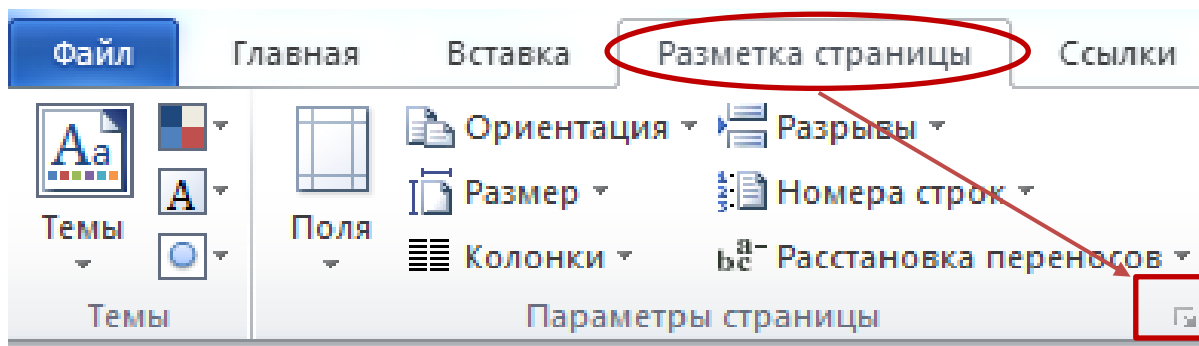 Файл Главная Вставка Разметка страницы Ссылки
Aa Ориентация Разрывы
A Размер Номера строк
Темы Поля Колонки Расстановка переносов
Темы Параметры страницы